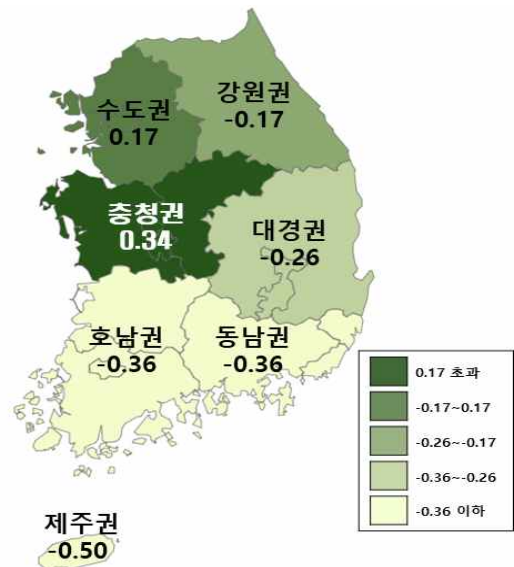 수도권
0.17
강원권
-0.17
충청권
0.34
대경권
-0.26
호남권
-0.36
동남권
-0.36
제주권
-0.50
0.17 초과
-0.17~0.17
-0.26~-0.17
-0.36~-0.26
-0.36 이하